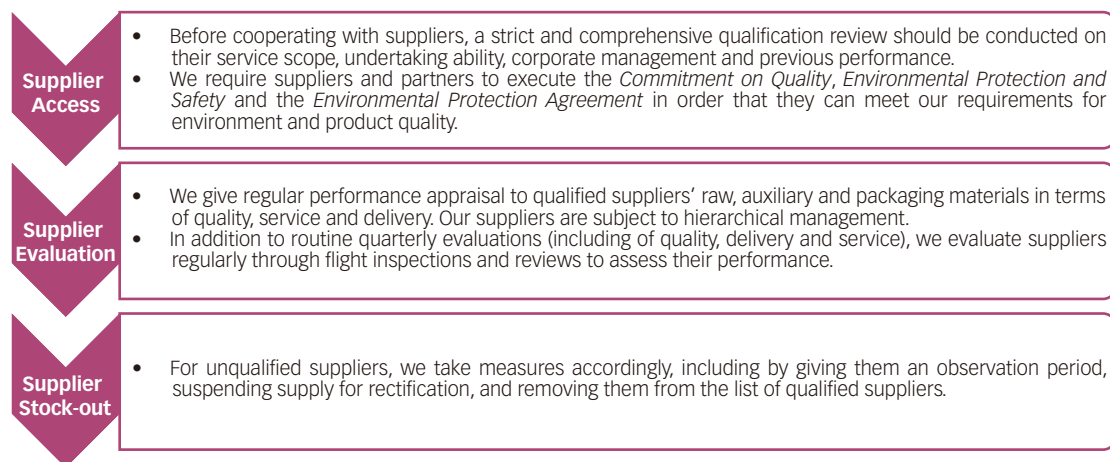 Supplier
Access
• Before cooperating with suppliers, a strict and comprehensive qualification review should be conducted on
their service scope, undertaking ability, corporate management and previous performance.
• We require suppliers and partners to execute the Commitment on Quality, Environmental Protection and
Safety and the Environmental Protection Agreement in order that they can meet our requirements for
environment and product quality.
Supplier
Evaluation
• We give regular performance appraisal to qualified suppliers' raw, auxiliary and packaging materials in terms
of quality, service and delivery. Our suppliers are subject to hierarchical management.
• In addition to routine quarterly evaluations (including of quality, delivery and service), we evaluate suppliers
regularly through flight inspections and reviews to assess their performance.
Supplier
Stock-out
• For unqualified suppliers, we take measures accordingly, including by giving them an observation period,
suspending supply for rectification, and removing them from the list of qualified suppliers.